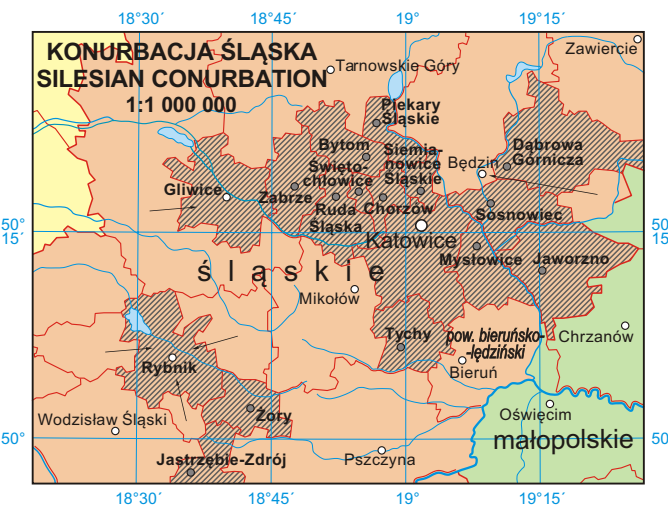 18°30´ 18°45´ 19° 19°15´
KONURBACJA ŚLĄSKA
SILESIAN CONURBATION
1:1 000 000
Zawiercie
Tarnowskie Góry
Piekary
Śląskie
Bytom
Siemia-
nowice
Śląskie
Dąbrowa
Górnicza
Będzin
Święto-
chłowice
Gliwice
Zabrze
Ruda
Śląska
Chorzów
Sosnowiec
50°
15´
50°
15´
Katowice
Mysłowice
Jaworzno
śląskie
Mikołów
Tychy
pow. bieruńsko-
-lędziński
Chrzanów
Bieruń
Rybnik
Żory
Wodzisław Śląski
Oświęcim
małopolskie
50°
50°
Jastrzębie-Zdrój
Pszczyna
18°30´ 18°45´ 19° 19°15´